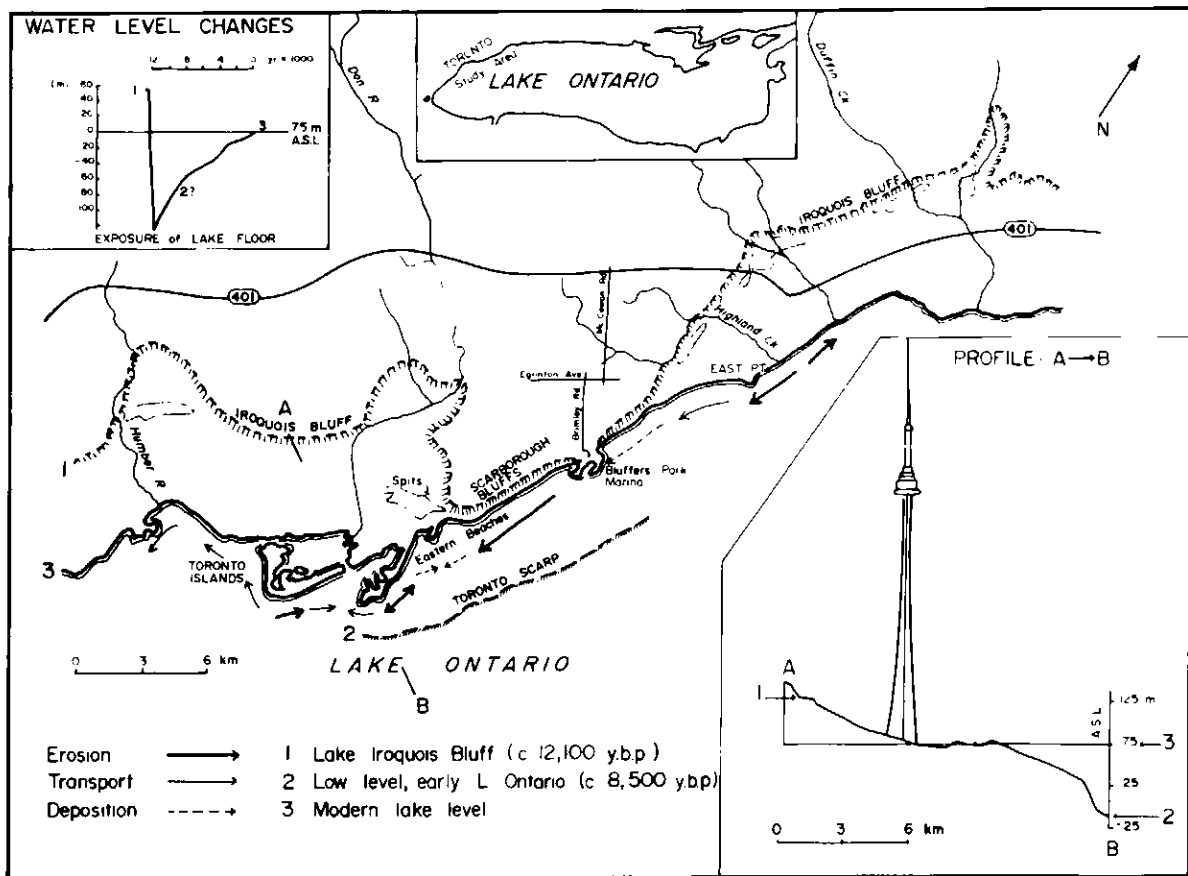 WATER LEVEL CHANGES
12 8 4 0 yr × 1000
(m. 60
40
20
0
-20
-40
60
80
100
1
2?
3
75 m
A.S.L
EXPOSURE of LAKE FLOOR
TORONTO
Study Area
LAKE ONTARIO
N
Don R
Duffin Ck
401
401
IROQUOIS BLUFF
Mc Cowan Rd
Highland Ck
EAST PT.
Eglinton Ave
Brimley Rd
A
IROQUOIS BLUFF
Humber R
1
SCARBOROUGH
BLUFFS
Bluffers Park
Marina
Spits
Eastern Beaches
TORONTO SCARP
TORONTO
ISLANDS
3
2
0 3 6 km
LAKE ONTARIO
B
Erosion 1 Lake Iroquois Bluff (c 12,100 y.b.p)
Transport 2 Low level, early L Ontario (c 8,500 y.b.p)
Deposition 3 Modern lake level
PROFILE A→B
A
1
A.S.L
125 m
75
3
25
-25
2
0 3 6 km
B